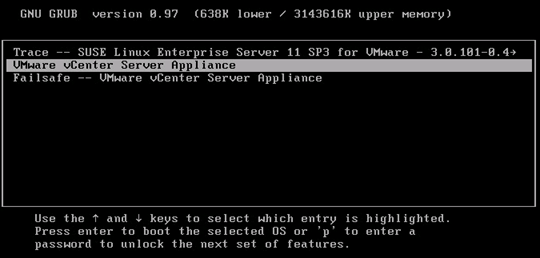 GNU GRUB  version 0.97  (638K lower / 3143616K upper memory)
Trace -- SUSE Linux Enterprise Server 11 SP3 for VMware - 3.0.101-0.4→
VMware vCenter Server Appliance
Failsafe -- VMware vCenter Server Appliance
Use the ↑ and ↓ keys to select which entry is highlighted.
Press enter to boot the selected OS or 'p' to enter a
password to unlock the next set of features.